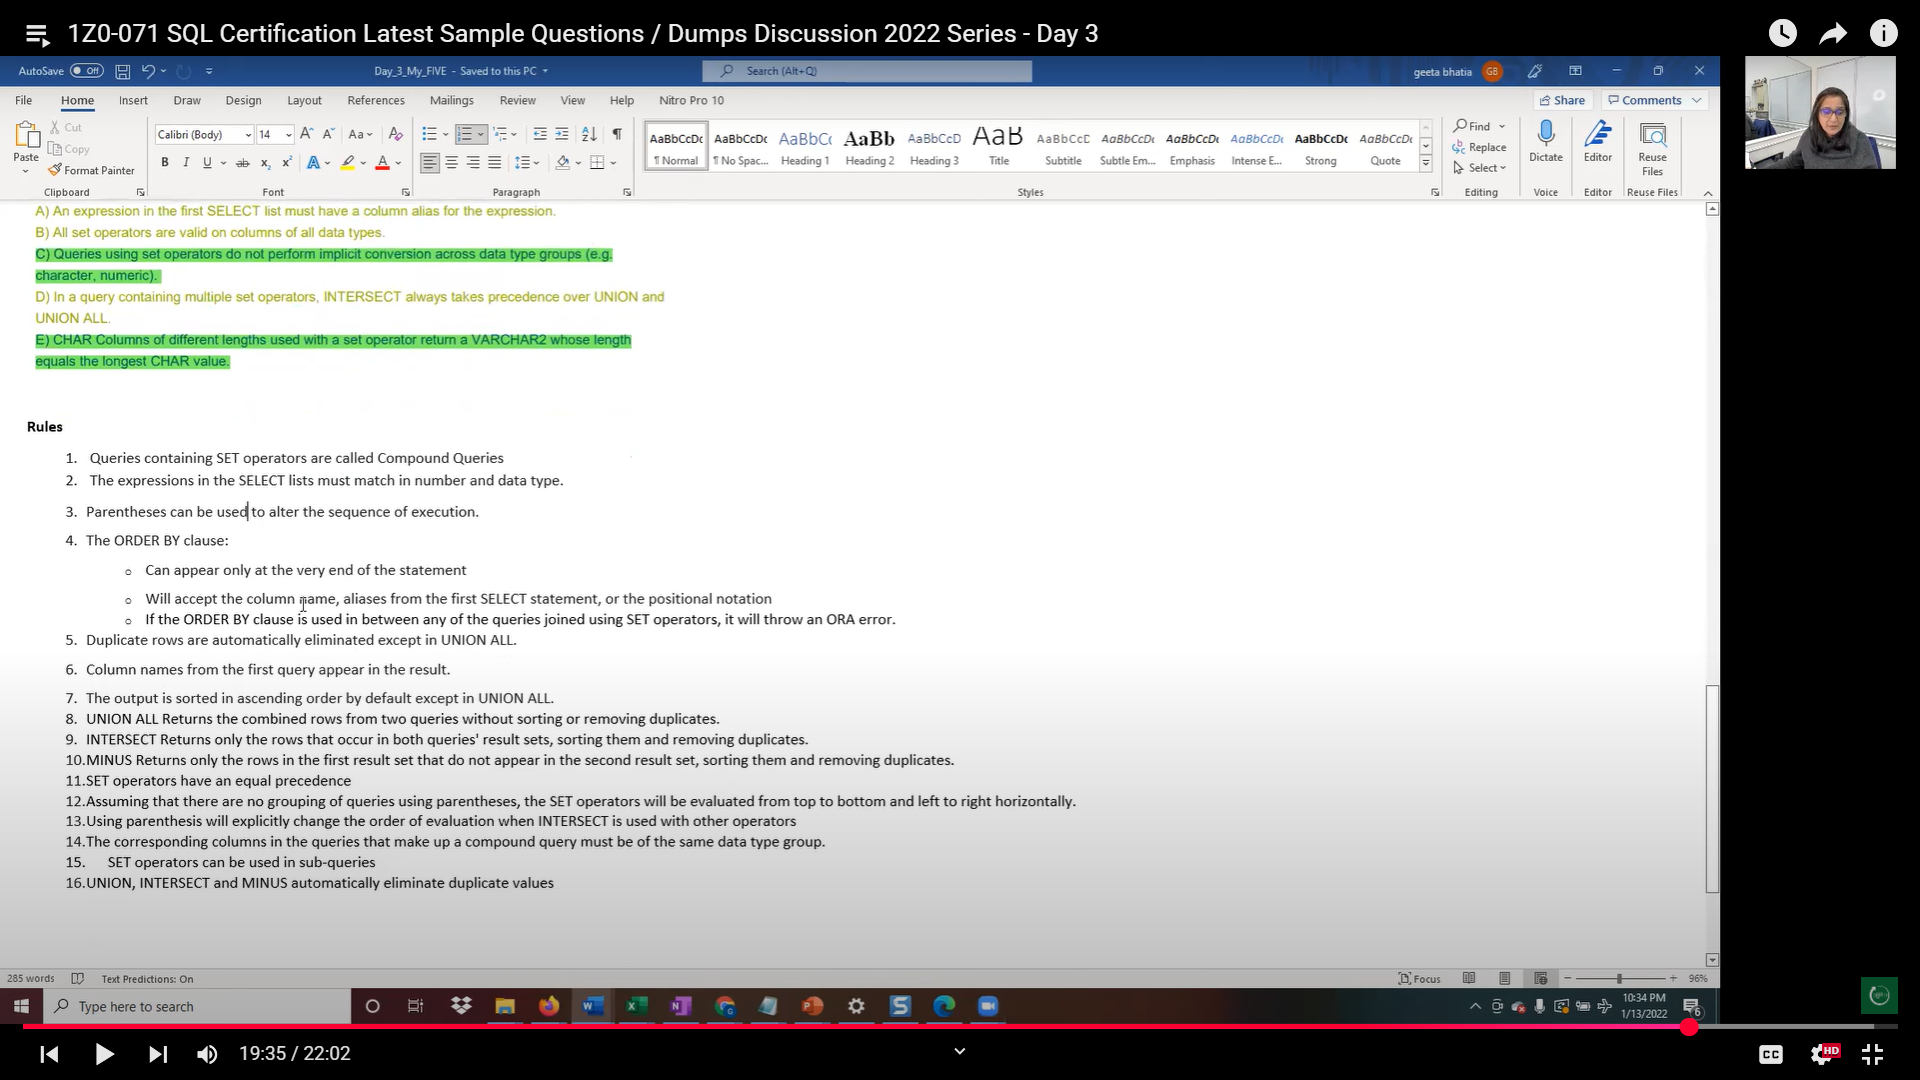 1Z0-071 SQL Certification Latest Sample Questions / Dumps Discussion 2022 Series - Day 3
AutoSave Off Day_3_My_FIVE - Saved to this PC Search (Alt+Q) geeta bhatia GB
File Home Insert Draw Design Layout References Mailings Review View Help Nitro Pro 10 Share Comments
Paste Cut Copy Format Painter Clipboard
Calibri (Body) 14 Font
Paragraph
AaBbCcDc AaBbCcDc AaBbCc AaBb AaBbCcD AaB AaBbCcD AaBbCcDc AaBbCcDc AaBbCcDc AaBbCcDc AaBbCcDc
¶ Normal ¶ No Spac... Heading 1 Heading 2 Heading 3 Title Subtitle Subtle Em... Emphasis Intense E... Strong Quote
Styles
Find Replace Select Editing
Dictate Voice
Editor Editor
Reuse Files Reuse Files
A) An expression in the first SELECT list must have a column alias for the expression.
B) All set operators are valid on columns of all data types.
C) Queries using set operators do not perform implicit conversion across data type groups (e.g.
character, numeric).
D) In a query containing multiple set operators, INTERSECT always takes precedence over UNION and
UNION ALL.
E) CHAR Columns of different lengths used with a set operator return a VARCHAR2 whose length
equals the longest CHAR value.
Rules
1. Queries containing SET operators are called Compound Queries
2. The expressions in the SELECT lists must match in number and data type.
3. Parentheses can be used to alter the sequence of execution.
4. The ORDER BY clause:
o Can appear only at the very end of the statement
o Will accept the column name, aliases from the first SELECT statement, or the positional notation
o If the ORDER BY clause is used in between any of the queries joined using SET operators, it will throw an ORA error.
5. Duplicate rows are automatically eliminated except in UNION ALL.
6. Column names from the first query appear in the result.
7. The output is sorted in ascending order by default except in UNION ALL.
8. UNION ALL Returns the combined rows from two queries without sorting or removing duplicates.
9. INTERSECT Returns only the rows that occur in both queries' result sets, sorting them and removing duplicates.
10.MINUS Returns only the rows in the first result set that do not appear in the second result set, sorting them and removing duplicates.
11.SET operators have an equal precedence
12.Assuming that there are no grouping of queries using parentheses, the SET operators will be evaluated from top to bottom and left to right horizontally.
13.Using parenthesis will explicitly change the order of evaluation when INTERSECT is used with other operators
14.The corresponding columns in the queries that make up a compound query must be of the same data type group.
15. SET operators can be used in sub-queries
16.UNION, INTERSECT and MINUS automatically eliminate duplicate values
285 words Text Predictions: On Focus 96%
Type here to search 10:34 PM
1/13/2022 6
19:35 / 22:02 CC HD